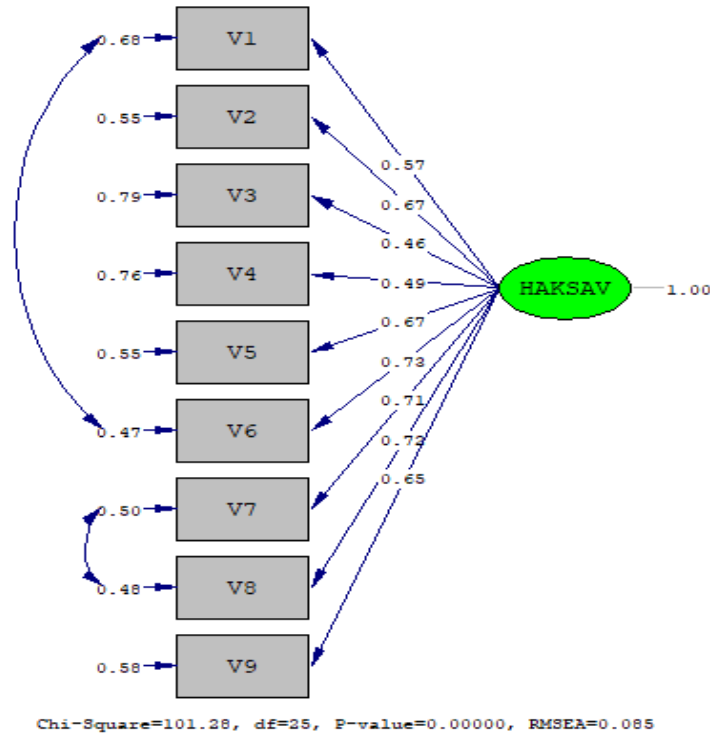 0.68 V1
0.55 V2
0.57
0.79 V3
0.67
0.46
0.76 V4
0.49
HAKSAV 1.00
0.67
0.55 V5
0.73
0.71
0.47 V6
0.72
0.65
0.50 V7
0.48 V8
0.58 V9
Chi-Square=101.28, df=25, P-value=0.00000, RMSEA=0.085